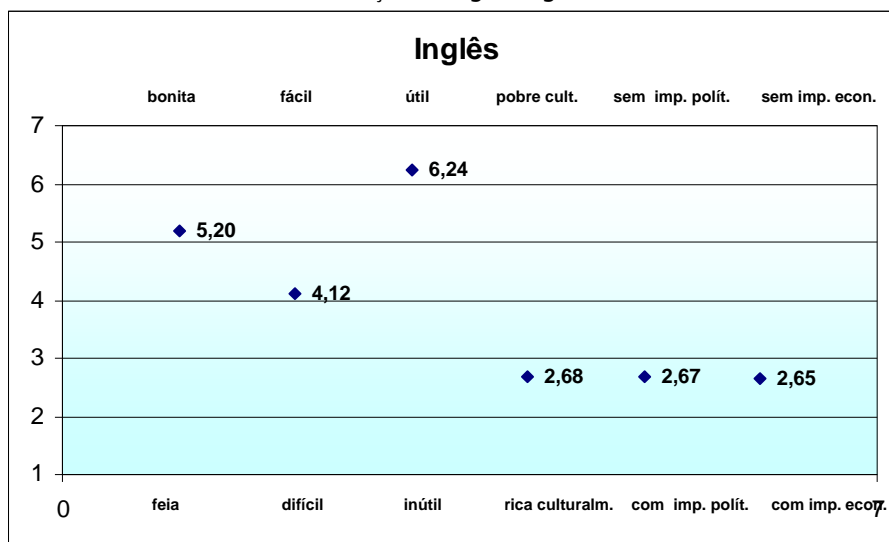 Inglês
bonita fácil útil pobre cult. sem imp. polít. sem imp. econ.
7
6,24
6
5,20
5
4,12
4
3
2,68 2,67 2,65
2
1
0 feia difícil inútil rica culturalm. com imp. polít. com imp. econ. 7